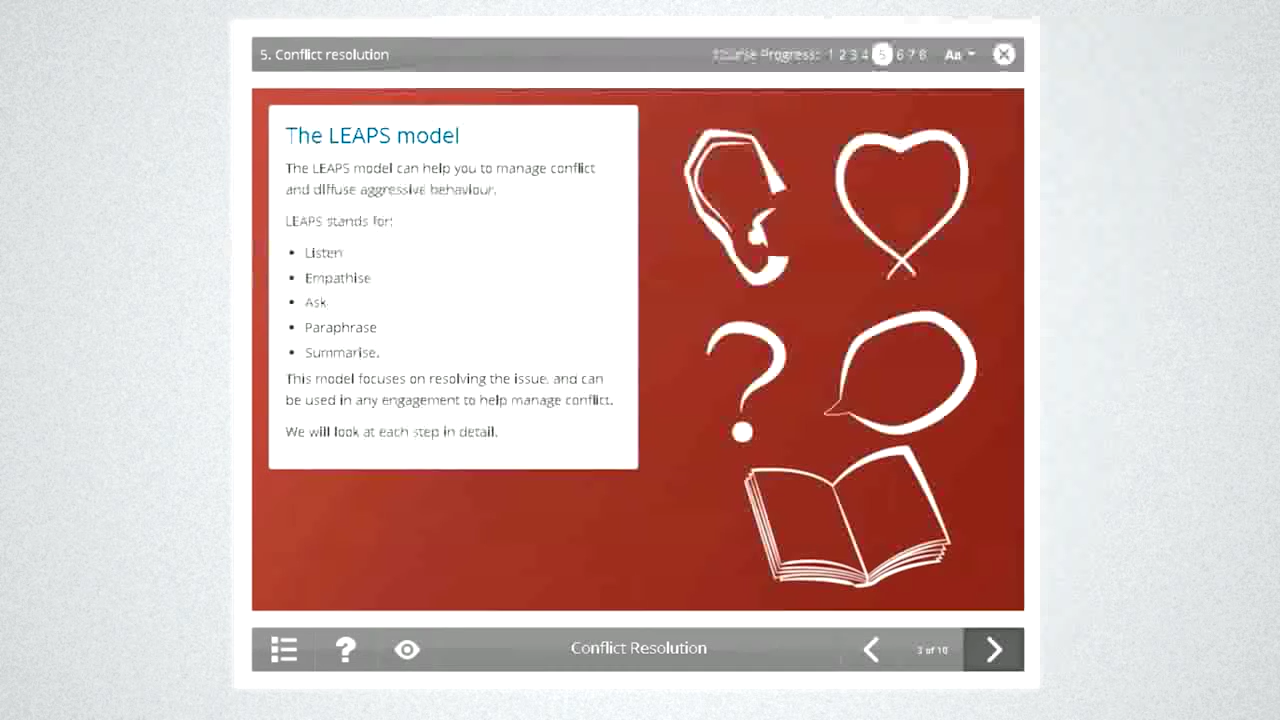 5. Conflict resolution
Course Progress: 1 2 3 4 5 6 7 8
Aa
The LEAPS model
The LEAPS model can help you to manage conflict
and diffuse aggressive behaviour.
LEAPS stands for:
• Listen
• Empathise
• Ask
• Paraphrase
• Summarise.
This model focuses on resolving the issue, and can
be used in any engagement to help manage conflict.
We will look at each step in detail.
?
Conflict Resolution
3 of 10